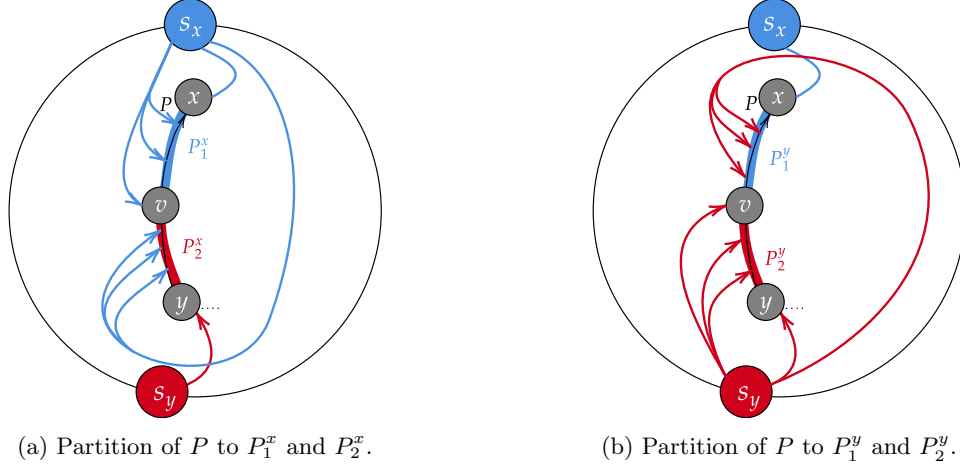 $s_x$ $s_x$
$x$ $x$
$P$ $P$
$P_1^x$ $P_1^y$
$v$ $v$
$P_2^x$ $P_2^y$
$y$ .... $y$ ....
$s_y$ $s_y$
(a) Partition of $P$ to $P_1^x$ and $P_2^x$. (b) Partition of $P$ to $P_1^y$ and $P_2^y$.